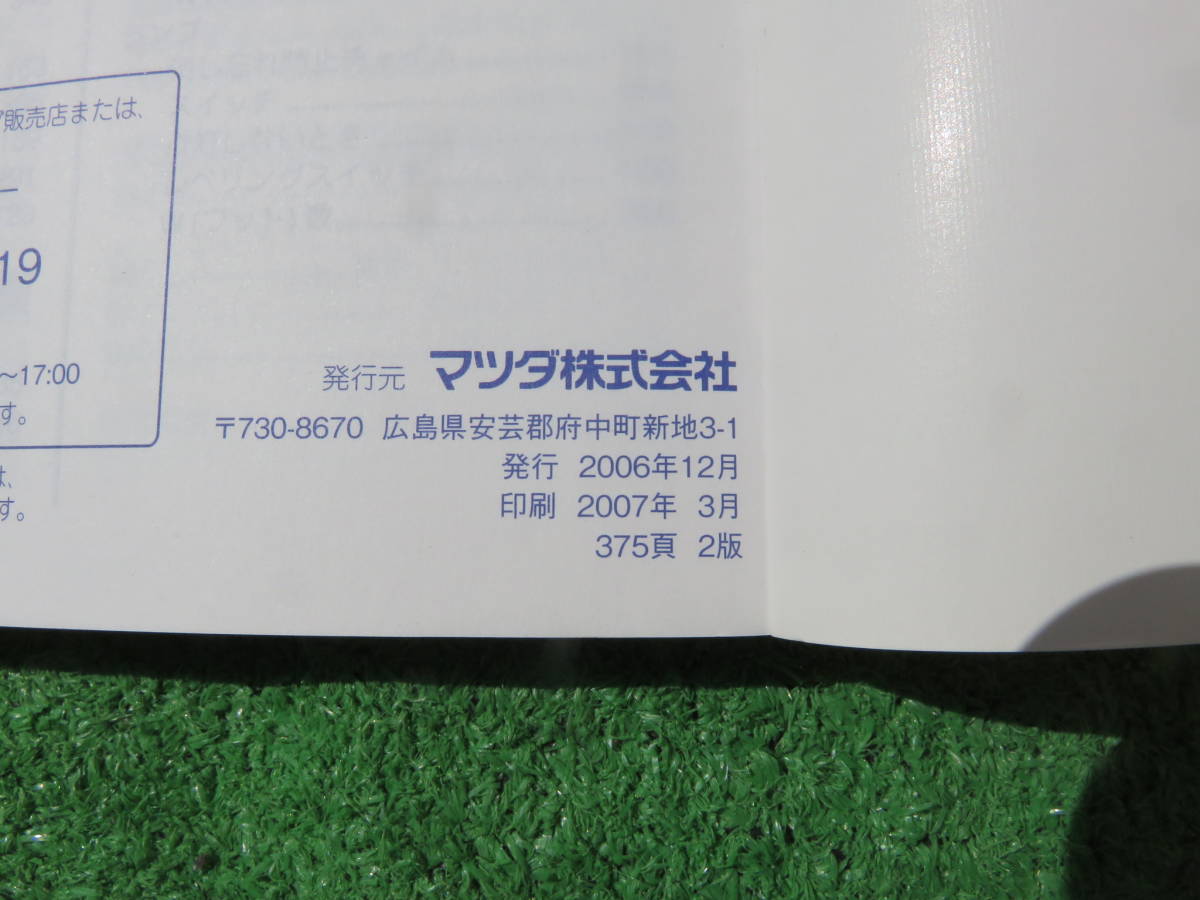 販売店または、
19
～17:00
す。
は、
す。
発行元 マツダ株式会社
〒730-8670 広島県安芸郡府中町新地3-1
発行 2006年12月
印刷 2007年 3月
375頁 2版